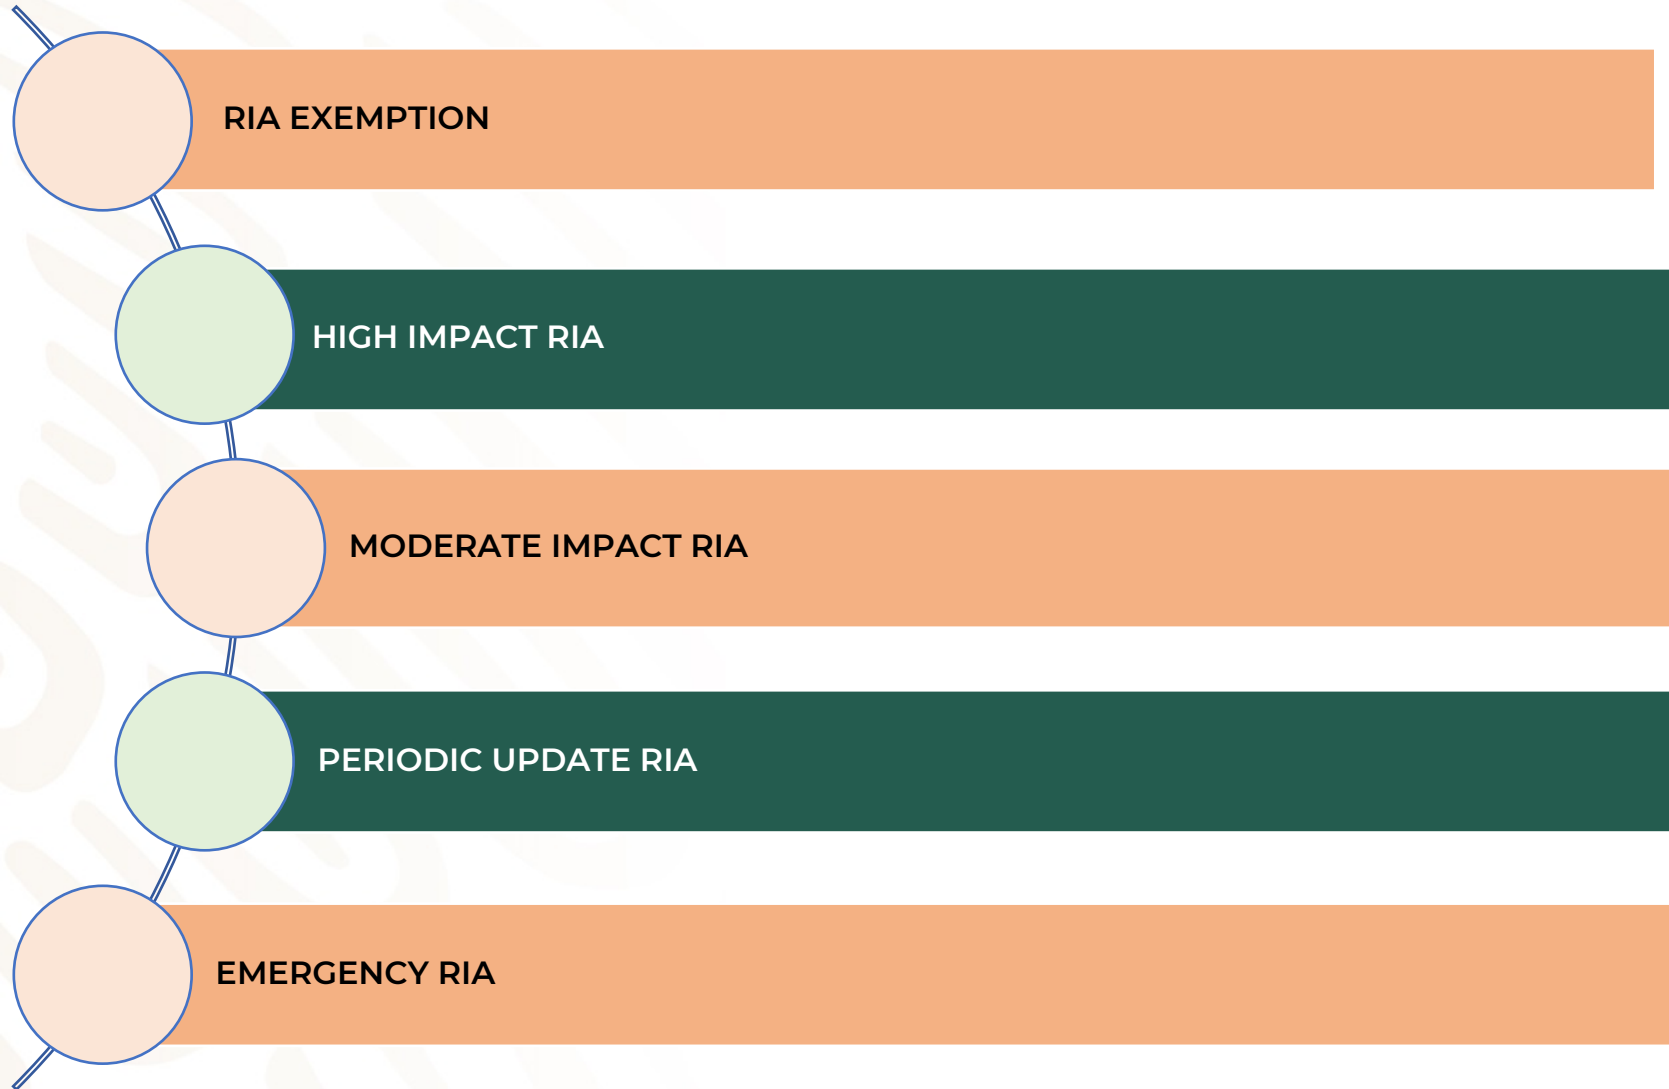 RIA EXEMPTION
HIGH IMPACT RIA
MODERATE IMPACT RIA
PERIODIC UPDATE RIA
EMERGENCY RIA